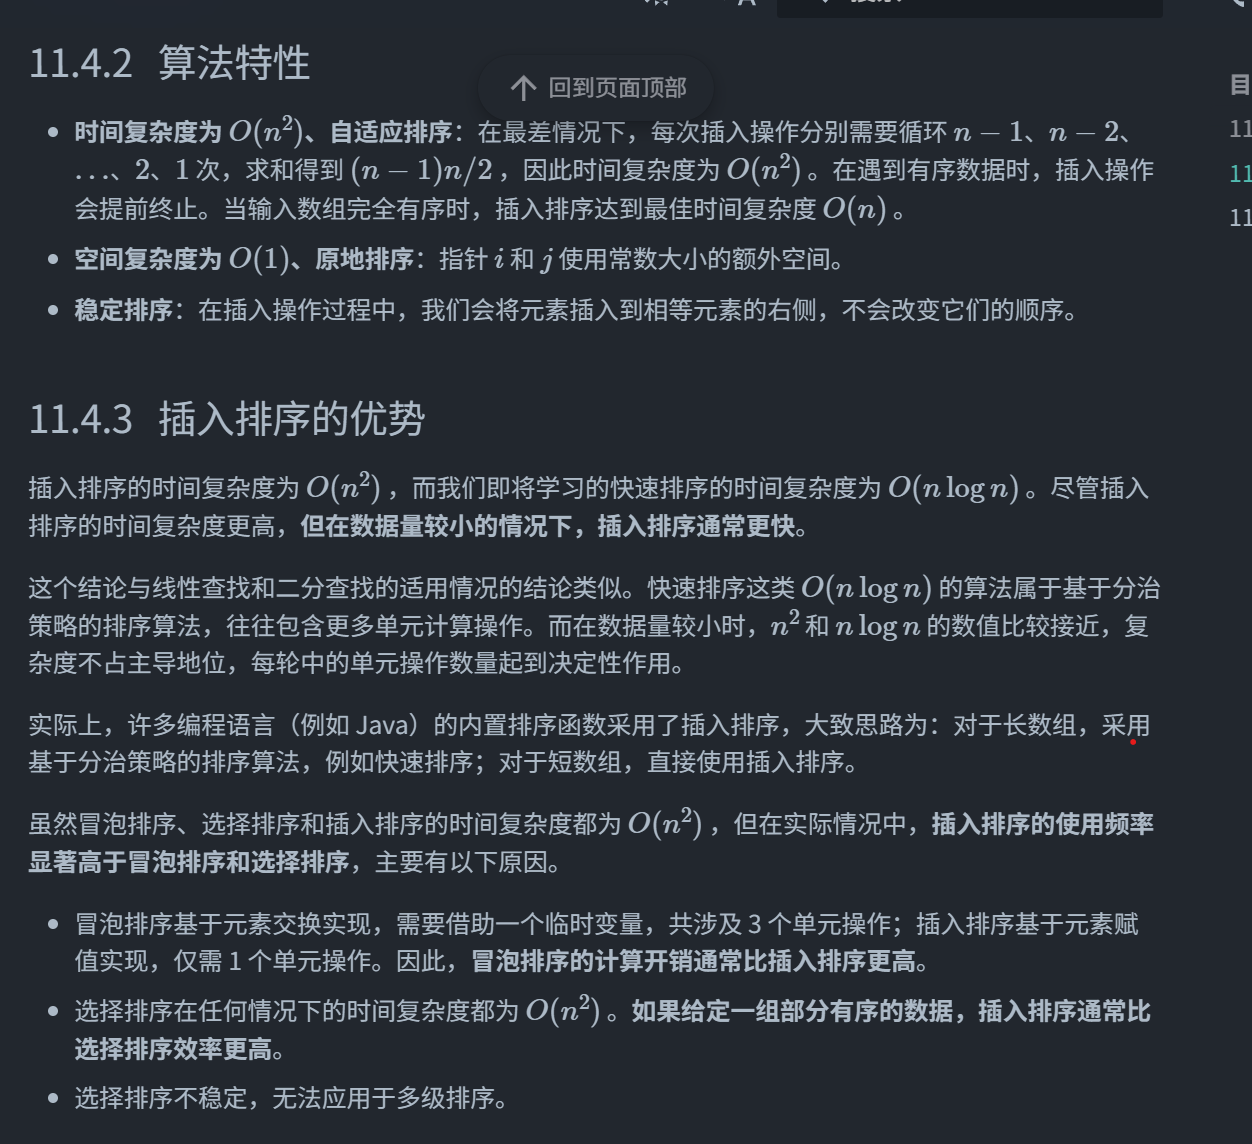 11.4.2 算法特性
回到页面顶部
目
时间复杂度为 O(n²)、自适应排序：在最差情况下，每次插入操作分别需要循环 n − 1、n − 2、
11
…、2、1 次，求和得到 (n − 1)n/2 ，因此时间复杂度为 O(n²) 。在遇到有序数据时，插入操作
11
会提前终止。当输入数组完全有序时，插入排序达到最佳时间复杂度 O(n) 。
11
空间复杂度为 O(1)、原地排序：指针 i 和 j 使用常数大小的额外空间。
稳定排序：在插入操作过程中，我们会将元素插入到相等元素的右侧，不会改变它们的顺序。
11.4.3 插入排序的优势
插入排序的时间复杂度为 O(n²) ，而我们即将学习的快速排序的时间复杂度为 O(n log n) 。尽管插入
排序的时间复杂度更高，但在数据量较小的情况下，插入排序通常更快。
这个结论与线性查找和二分查找的适用情况的结论类似。快速排序这类 O(n log n) 的算法属于基于分治
策略的排序算法，往往包含更多单元计算操作。而在数据量较小时，n² 和 n log n 的数值比较接近，复
杂度不占主导地位，每轮中的单元操作数量起到决定性作用。
实际上，许多编程语言（例如 Java）的内置排序函数采用了插入排序，大致思路为：对于长数组，采用
基于分治策略的排序算法，例如快速排序；对于短数组，直接使用插入排序。
虽然冒泡排序、选择排序和插入排序的时间复杂度都为 O(n²) ，但在实际情况中，插入排序的使用频率
显著高于冒泡排序和选择排序，主要有以下原因。
冒泡排序基于元素交换实现，需要借助一个临时变量，共涉及 3 个单元操作；插入排序基于元素赋
值实现，仅需 1 个单元操作。因此，冒泡排序的计算开销通常比插入排序更高。
选择排序在任何情况下的时间复杂度都为 O(n²) 。如果给定一组部分有序的数据，插入排序通常比
选择排序效率更高。
选择排序不稳定，无法应用于多级排序。